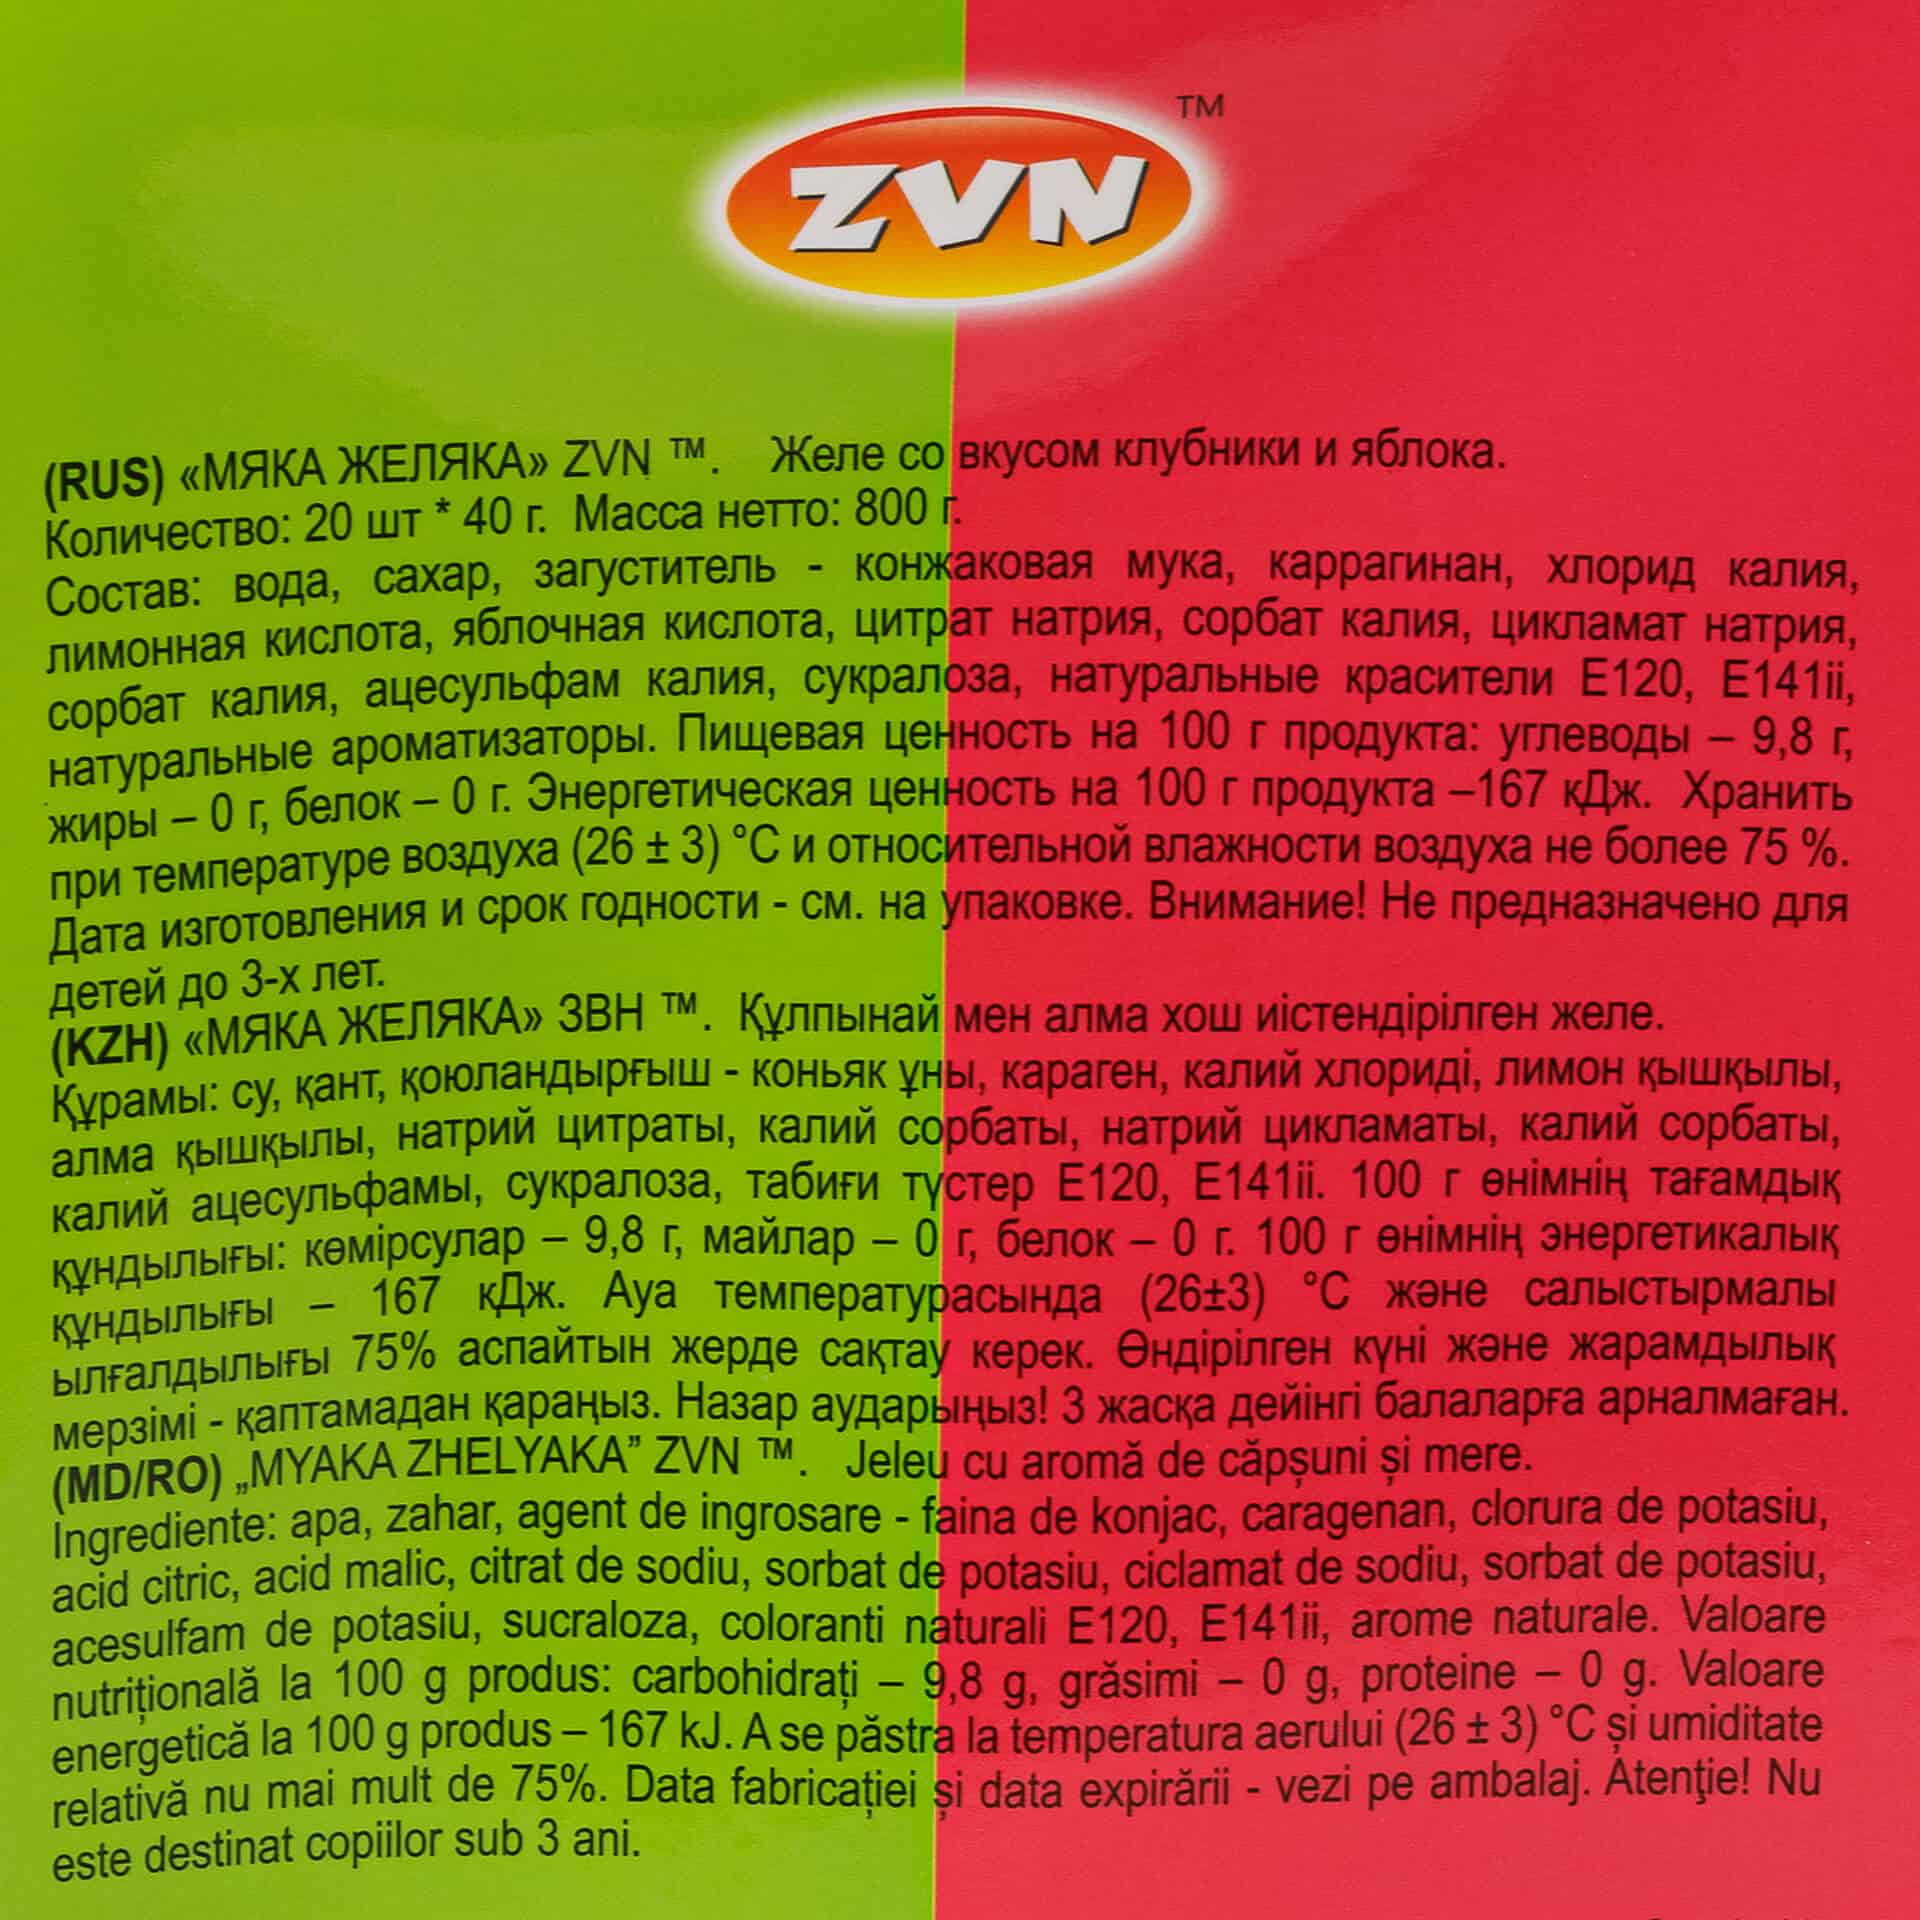 ZVN TM
(RUS) «МЯКА ЖЕЛЯКА» ZVN ™. Желе со вкусом клубники и яблока.
Количество: 20 шт * 40 г. Масса нетто: 800 г.
Состав: вода, сахар, загуститель - конжаковая мука, каррагинан, хлорид калия,
лимонная кислота, яблочная кислота, цитрат натрия, сорбат калия, цикламат натрия,
сорбат калия, ацесульфам калия, сукралоза, натуральные красители Е120, Е141ii,
натуральные ароматизаторы. Пищевая ценность на 100 г продукта: углеводы – 9,8 г,
жиры – 0 г, белок – 0 г. Энергетическая ценность на 100 г продукта –167 кДж. Хранить
при температуре воздуха (26 ± 3) °С и относительной влажности воздуха не более 75 %.
Дата изготовления и срок годности - см. на упаковке. Внимание! Не предназначено для
детей до 3-х лет.
(KZH) «МЯКА ЖЕЛЯКА» ЗВН ™. Құлпынай мен алма хош иістендірілген желе.
Құрамы: су, қант, қоюландырғыш - коньяк ұны, караген, калий хлориді, лимон қышқылы,
алма қышқылы, натрий цитраты, калий сорбаты, натрий цикламаты, калий сорбаты,
калий ацесульфамы, сукралоза, табиғи түстер Е120, Е141ii. 100 г өнімнің тағамдық
құндылығы: көмірсулар – 9,8 г, майлар – 0 г, белок – 0 г. 100 г өнімнің энергетикалық
құндылығы – 167 кДж. Ауа температурасында (26±3) °С және салыстырмалы
ылғалдылығы 75% аспайтын жерде сақтау керек. Өндірілген күні және жарамдылық
мерзімі - қаптамадан қараңыз. Назар аударыңыз! 3 жасқа дейінгі балаларға арналмаған.
(MD/RO) „MYAKA ZHELYAKA” ZVN ™. Jeleu cu aromă de căpșuni și mere.
Ingrediente: apa, zahar, agent de ingrosare - faina de konjac, caragenan, clorura de potasiu,
acid citric, acid malic, citrat de sodiu, sorbat de potasiu, ciclamat de sodiu, sorbat de potasiu,
acesulfam de potasiu, sucraloza, coloranti naturali E120, E141ii, arome naturale. Valoare
nutrițională la 100 g produs: carbohidrați – 9,8 g, grăsimi – 0 g, proteine – 0 g. Valoare
energetică la 100 g produs – 167 kJ. A se păstra la temperatura aerului (26 ± 3) °C și umiditate
relativă nu mai mult de 75%. Data fabricației și data expirării - vezi pe ambalaj. Atenţie! Nu
este destinat copiilor sub 3 ani.